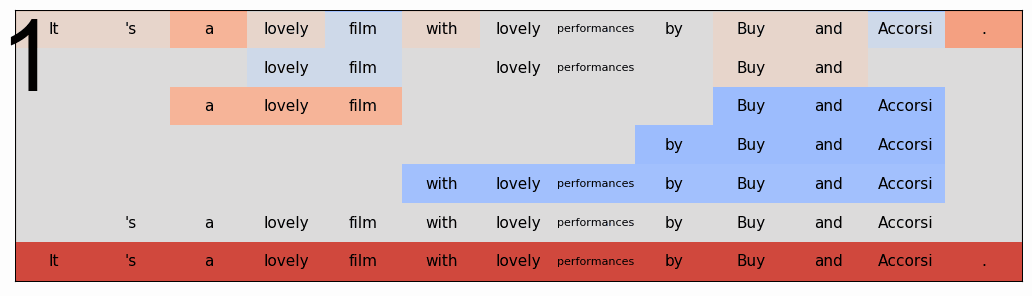 1
It 's a lovely film with lovely performances by Buy and Accorsi .
lovely film lovely performances Buy and
a lovely film Buy and Accorsi
by Buy and Accorsi
with lovely performances by Buy and Accorsi
's a lovely film with lovely performances by Buy and Accorsi
It 's a lovely film with lovely performances by Buy and Accorsi .